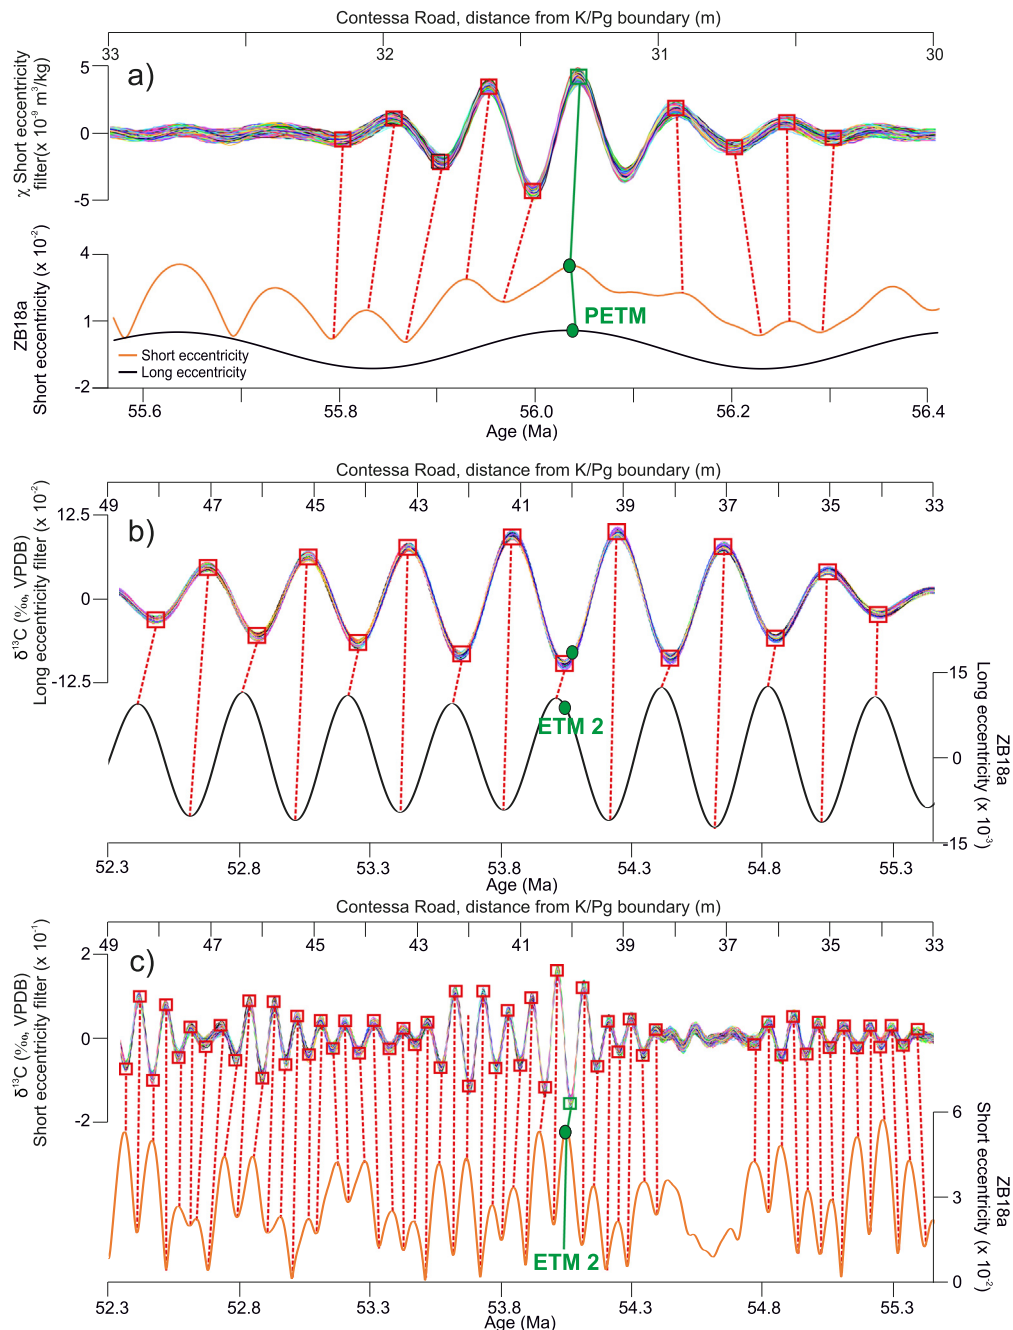 Contessa Road, distance from K/Pg boundary (m)
33 32 31 30
a)
χ Short eccentricity
filter(x 10⁻⁹ m³/kg)
5
0
-5
ZB18a
Short eccentricity (x 10⁻²)
4
1
-2
PETM
Short eccentricity
Long eccentricity
55.6 55.8 56.0 56.2 56.4
Age (Ma)
Contessa Road, distance from K/Pg boundary (m)
49 47 45 43 41 39 37 35 33
b)
δ¹³C (‰, VPDB)
Long eccentricity filter (x 10⁻²)
12.5
0
-12.5
ETM 2
15
0
-15
ZB18a
Long eccentricity (x 10⁻³)
52.3 52.8 53.3 53.8 54.3 54.8 55.3
Age (Ma)
Contessa Road, distance from K/Pg boundary (m)
49 47 45 43 41 39 37 35 33
c)
δ¹³C (‰, VPDB)
Short eccentricity filter (x 10⁻¹)
2
0
-2
ETM 2
6
3
0
ZB18a
Short eccentricity (x 10⁻²)
52.3 52.8 53.3 53.8 54.3 54.8 55.3
Age (Ma)